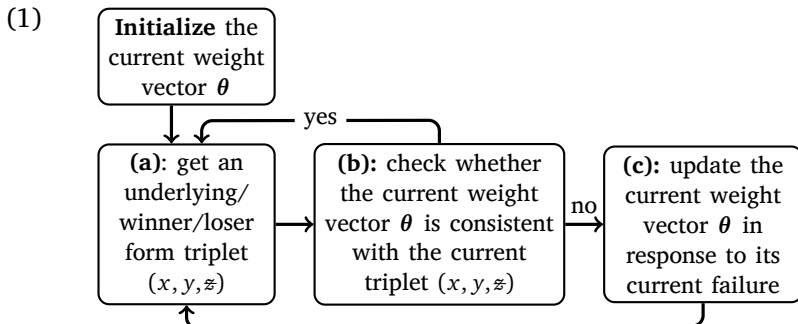 (1)
Initialize the
current weight
vector θ
yes
(a): get an
underlying/
winner/loser
form triplet
(x, y, z)
(b): check whether
the current weight
vector θ is consistent
with the current
triplet (x, y, z)
no
(c): update the
current weight
vector θ in
response to its
current failure